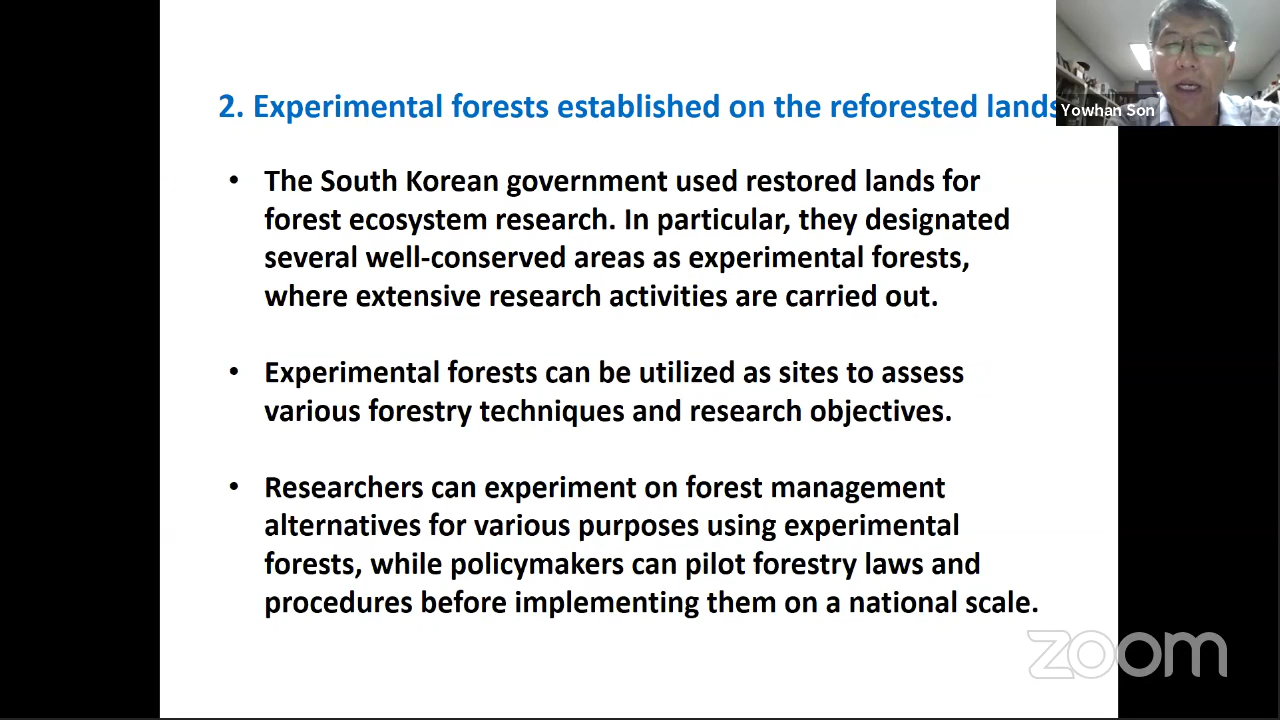 2. Experimental forests established on the reforested lands
Yowhan Son
• The South Korean government used restored lands for
forest ecosystem research. In particular, they designated
several well-conserved areas as experimental forests,
where extensive research activities are carried out.
• Experimental forests can be utilized as sites to assess
various forestry techniques and research objectives.
• Researchers can experiment on forest management
alternatives for various purposes using experimental
forests, while policymakers can pilot forestry laws and
procedures before implementing them on a national scale.
zoom